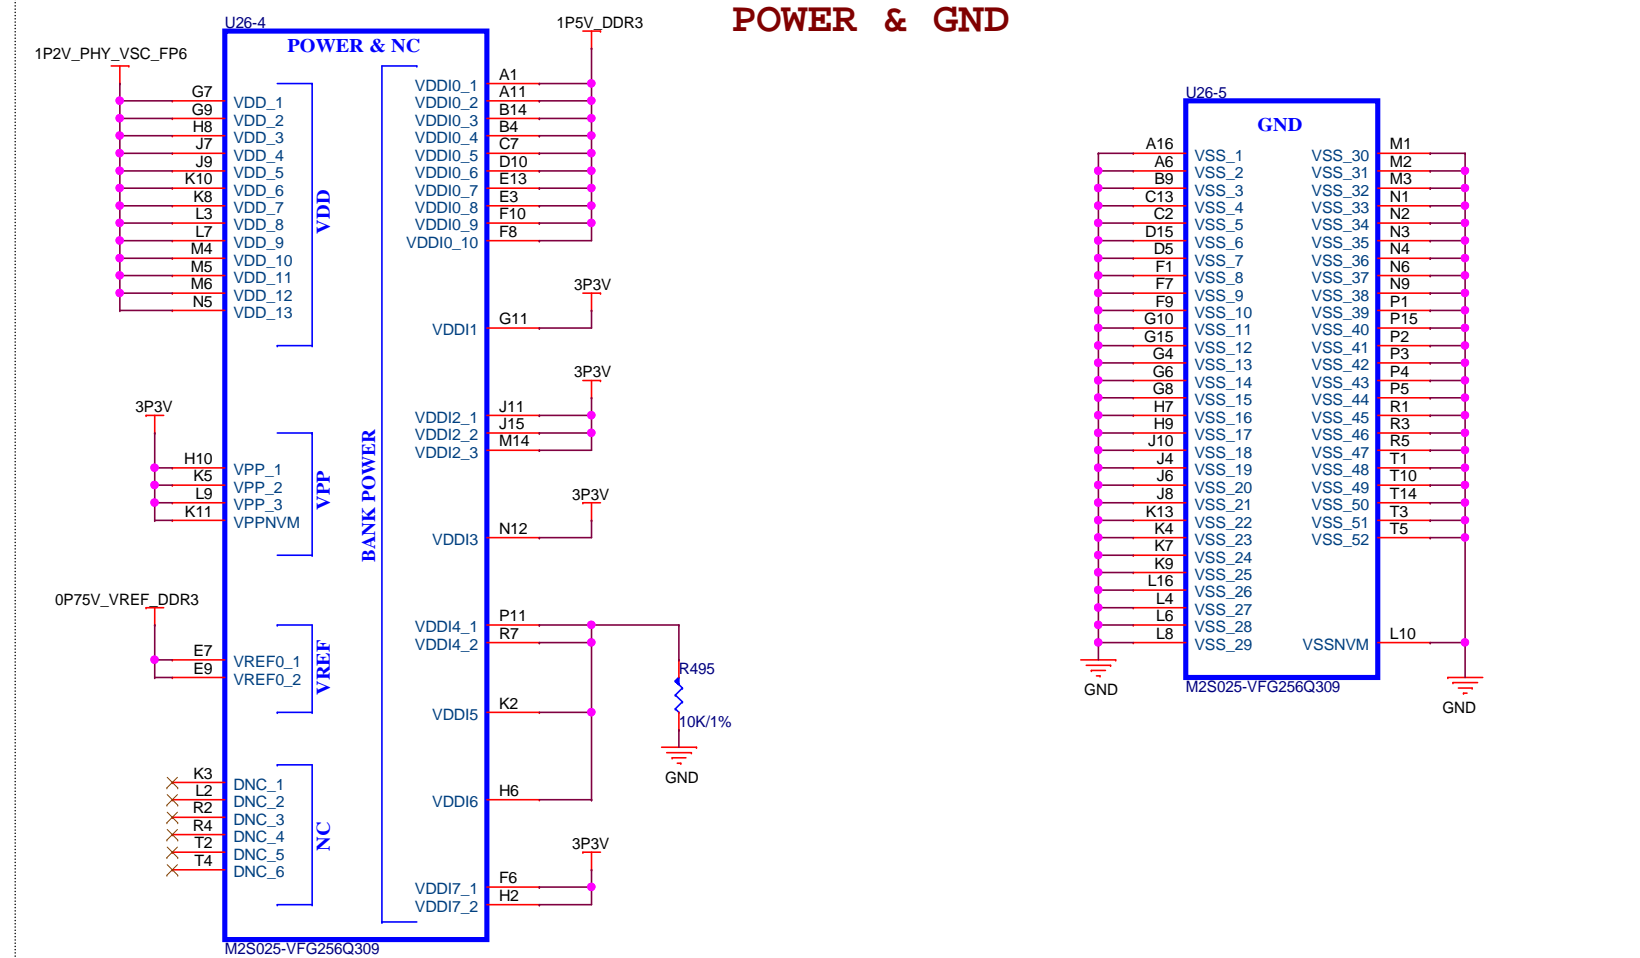 POWER & GND
U26-4
POWER & NC
1P2V_PHY_VSC_FP6
G7 VDD_1
G9 VDD_2
H8 VDD_3
J7 VDD_4
J9 VDD_5
K10 VDD_6
K8 VDD_7
L3 VDD_8
L7 VDD_9
M4 VDD_10
M5 VDD_11
M6 VDD_12
N5 VDD_13
VDD
3P3V
H10 VPP_1
K5 VPP_2
L9 VPP_3
K11 VPPNVM
VPP
0P75V_VREF_DDR3
E7 VREF0_1
E9 VREF0_2
VREF
K3 DNC_1
L2 DNC_2
R2 DNC_3
R4 DNC_4
T2 DNC_5
T4 DNC_6
NC
BANK POWER
1P5V_DDR3
VDDI0_1 A1
VDDI0_2 A11
VDDI0_3 B14
VDDI0_4 B4
VDDI0_5 C7
VDDI0_6 D10
VDDI0_7 E13
VDDI0_8 E3
VDDI0_9 F10
VDDI0_10 F8
3P3V
VDDI1 G11
3P3V
VDDI2_1 J11
VDDI2_2 J15
VDDI2_3 M14
3P3V
VDDI3 N12
VDDI4_1 P11
VDDI4_2 R7
R495
10K/1%
GND
VDDI5 K2
VDDI6 H6
3P3V
VDDI7_1 F6
VDDI7_2 H2
M2S025-VFG256Q309
U26-5
GND
A16 VSS_1
A6 VSS_2
B9 VSS_3
C13 VSS_4
C2 VSS_5
D15 VSS_6
D5 VSS_7
F1 VSS_8
F7 VSS_9
F9 VSS_10
G10 VSS_11
G15 VSS_12
G4 VSS_13
G6 VSS_14
G8 VSS_15
H7 VSS_16
H9 VSS_17
J10 VSS_18
J4 VSS_19
J6 VSS_20
J8 VSS_21
K13 VSS_22
K4 VSS_23
K7 VSS_24
K9 VSS_25
L16 VSS_26
L4 VSS_27
L6 VSS_28
L8 VSS_29
GND
VSS_30 M1
VSS_31 M2
VSS_32 M3
VSS_33 N1
VSS_34 N2
VSS_35 N3
VSS_36 N4
VSS_37 N6
VSS_38 N9
VSS_39 P1
VSS_40 P15
VSS_41 P2
VSS_42 P3
VSS_43 P4
VSS_44 P5
VSS_45 R1
VSS_46 R3
VSS_47 R5
VSS_48 T1
VSS_49 T10
VSS_50 T14
VSS_51 T3
VSS_52 T5
VSSNVM L10
GND
M2S025-VFG256Q309